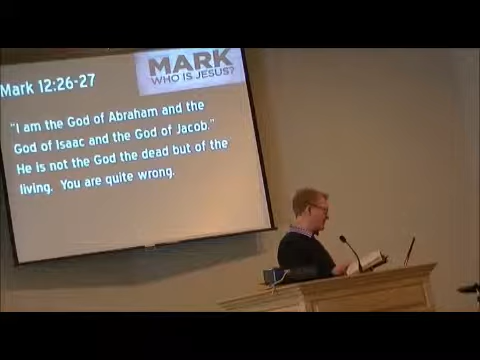 MARK
WHO IS JESUS?
Mark 12:26-27
"I am the God of Abraham and the
God of Isaac and the God of Jacob."
He is not the God the dead but of the
living. You are quite wrong.